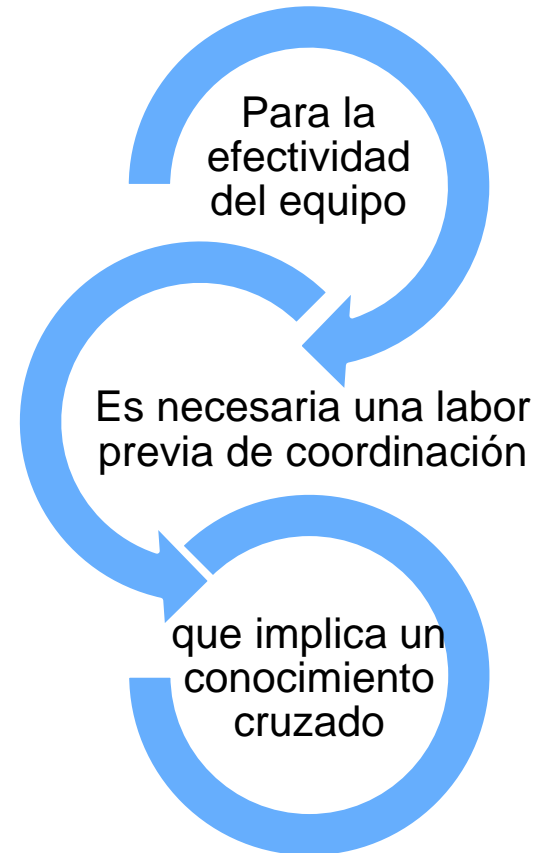 Para la
efectividad
del equipo
Es necesaria una labor
previa de coordinación
que implica un
conocimiento
cruzado